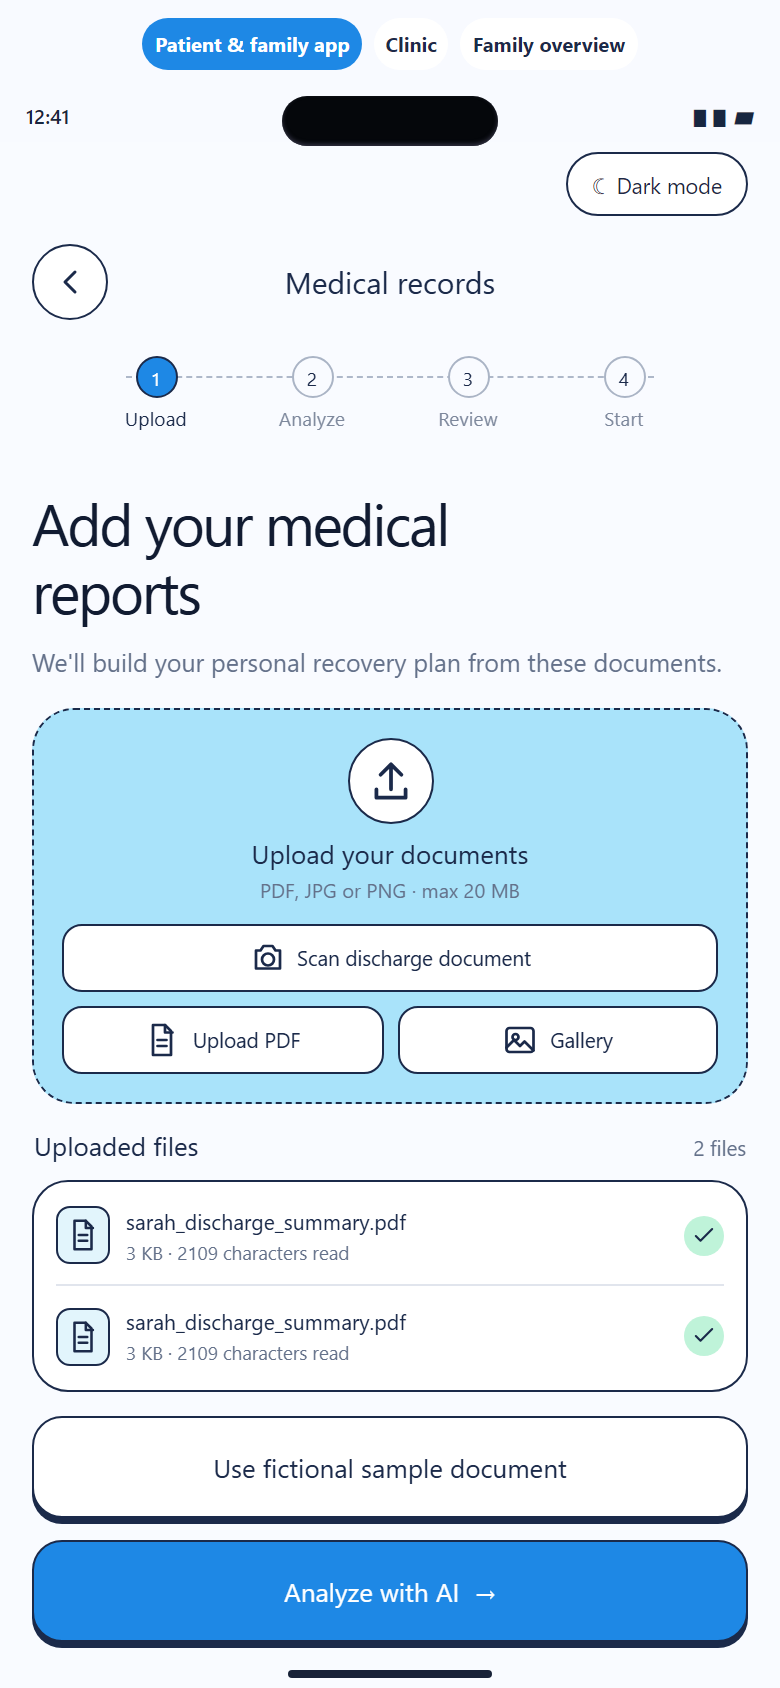 Patient & family app
Clinic
Family overview
12:41
☾ Dark mode
Medical records
1
2
3
4
Upload
Analyze
Review
Start
Add your medical
reports
We'll build your personal recovery plan from these documents.
Upload your documents
PDF, JPG or PNG · max 20 MB
Scan discharge document
Upload PDF
Gallery
Uploaded files
2 files
sarah_discharge_summary.pdf
3 KB · 2109 characters read
sarah_discharge_summary.pdf
3 KB · 2109 characters read
Use fictional sample document
Analyze with AI →